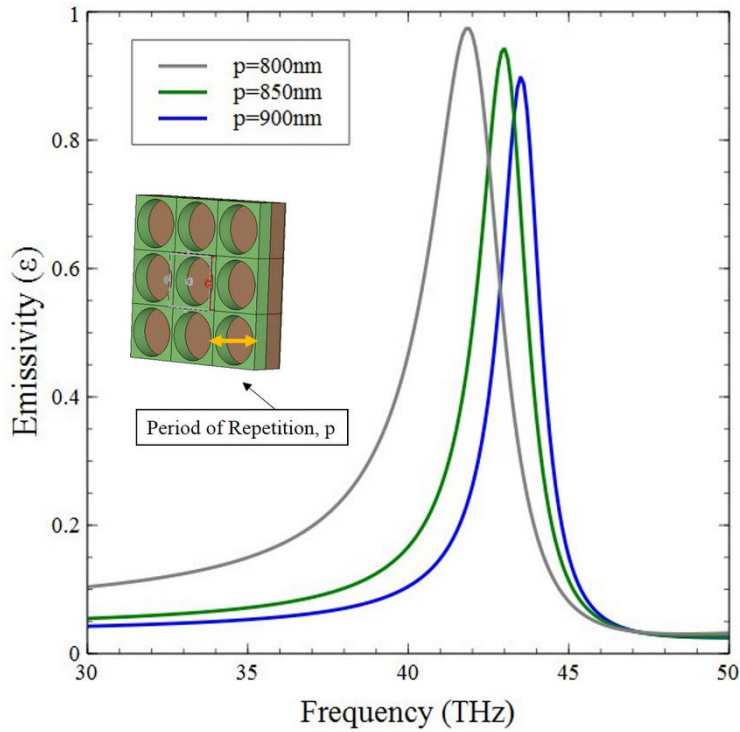 1
0.8
0.6
0.4
0.2
0
Emissivity (ε)
p=800nm
p=850nm
p=900nm
Period of Repetition, p
30
35
40
45
50
Frequency (THz)